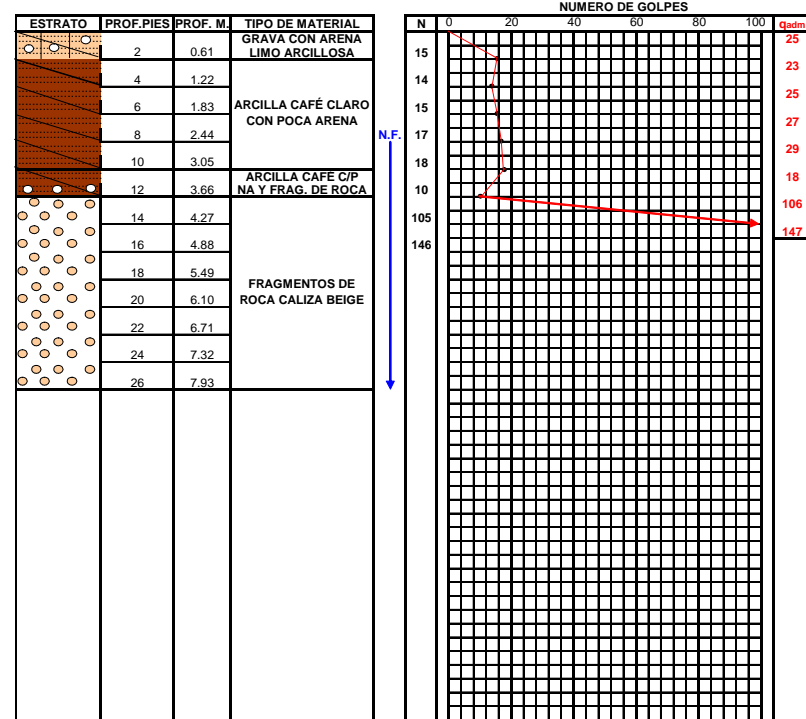 NUMERO DE GOLPES
ESTRATO PROF.PIES PROF. M. TIPO DE MATERIAL N 0 20 40 60 80 100 qadm
GRAVA CON ARENA
LIMO ARCILLOSA
2 0.61
4 1.22
6 1.83
8 2.44
10 3.05
ARCILLA CAFÉ CLARO
CON POCA ARENA
12 3.66
ARCILLA CAFÉ C/P
NA Y FRAG. DE ROCA
14 4.27
16 4.88
18 5.49
20 6.10
22 6.71
24 7.32
26 7.93
FRAGMENTOS DE
ROCA CALIZA BEIGE
N.F.
15
14
15
17
18
10
105
146
25
23
25
27
29
18
106
147